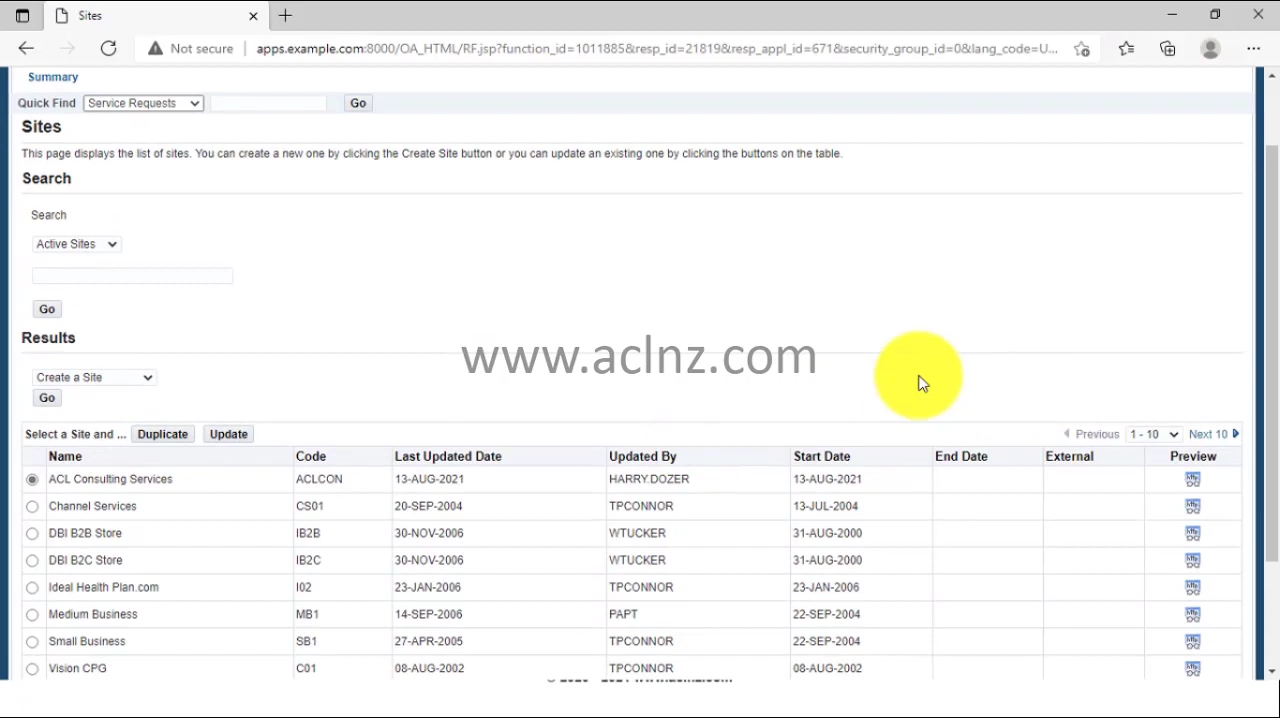 Sites
Not secure
apps.example.com:8000/OA_HTML/RF.jsp?function_id=1011885&resp_id=21819&resp_appl_id=671&security_group_id=0&lang_code=U...
Summary
Quick Find Service Requests Go
Sites
This page displays the list of sites. You can create a new one by clicking the Create Site button or you can update an existing one by clicking the buttons on the table.
Search
Search
Active Sites
Go
Results
www.aclnz.com
Create a Site
Go
Select a Site and ... Duplicate Update Previous 1 - 10 Next 10
Name Code Last Updated Date Updated By Start Date End Date External Preview
ACL Consulting Services ACLCON 13-AUG-2021 HARRY.DOZER 13-AUG-2021
Channel Services CS01 20-SEP-2004 TPCONNOR 13-JUL-2004
DBI B2B Store IB2B 30-NOV-2006 WTUCKER 31-AUG-2000
DBI B2C Store IB2C 30-NOV-2006 WTUCKER 31-AUG-2000
Ideal Health Plan.com I02 23-JAN-2006 TPCONNOR 23-JAN-2006
Medium Business MB1 14-SEP-2006 PAPT 22-SEP-2004
Small Business SB1 27-APR-2005 TPCONNOR 22-SEP-2004
Vision CPG C01 08-AUG-2002 TPCONNOR 08-AUG-2002